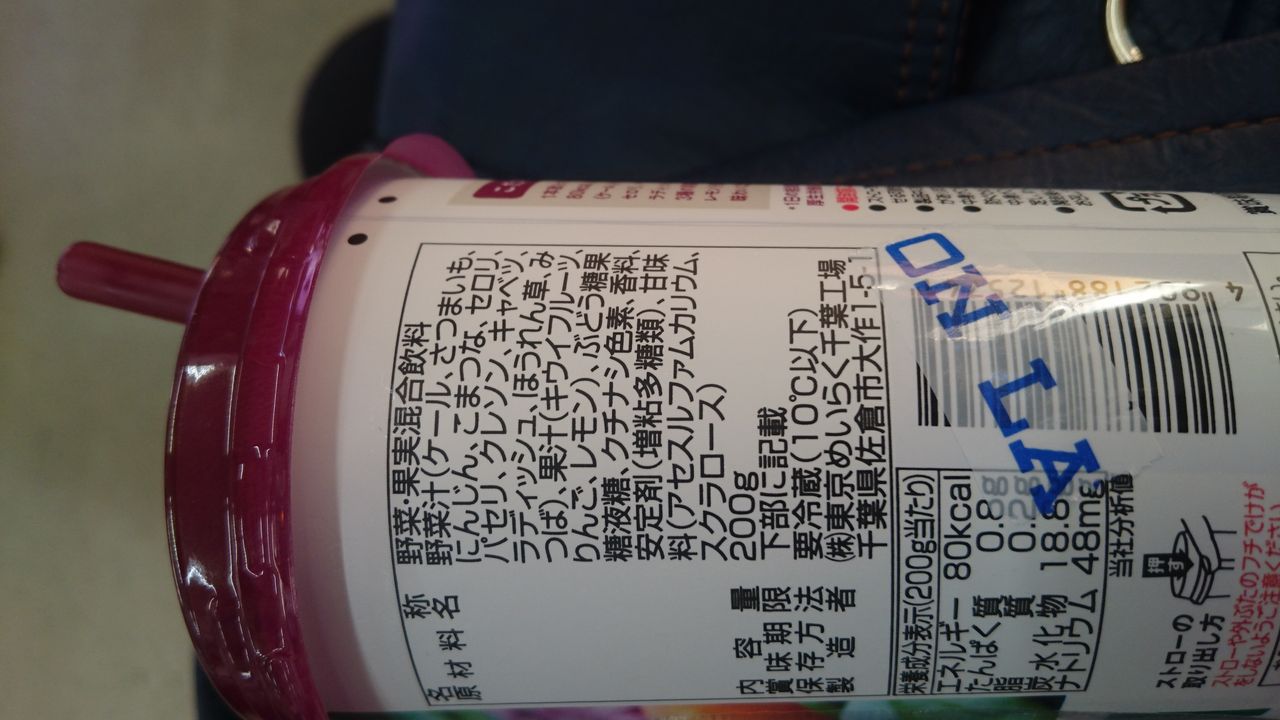 名称 野菜・果実混合飲料
原材料名 野菜汁(ケール、さつまいも、
にんじん、こまつな、セロリ、
パセリ、クレソン、キャベツ、
ラディッシュ、ほうれん草、み
つば)、果汁(キウイフルーツ、
りんご、レモン)、ぶどう糖果
糖液糖、クチナシ色素、香料、
安定剤(増粘多糖類)、甘味
料(アセスルファムカリウム、
スクラロース)
内容量 200g
賞味期限 下部に記載
保存方法 要冷蔵(10℃以下)
製造者 ㈱東京めいらく千葉工場
千葉県佐倉市大作1-5-1
栄養成分表示(200g当たり)
エネルギー 80kcal
たんぱく質 0.8g
脂質 0.2g
炭水化物 18.8g
ナトリウム 48mg
当社分析値
ON LA
押す
ストローの
取り出し方
ストローや外ぶたのフチでけが
をしないようご注意ください